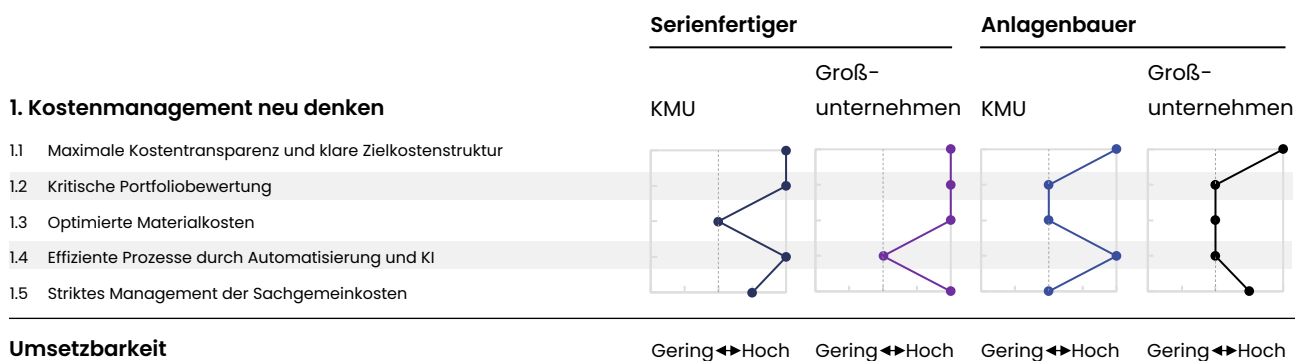 Serienfertiger Anlagenbauer
Groß- Groß-
1. Kostenmanagement neu denken KMU unternehmen KMU unternehmen
1.1 Maximale Kostentransparenz und klare Zielkostenstruktur
1.2 Kritische Portfoliobewertung
1.3 Optimierte Materialkosten
1.4 Effiziente Prozesse durch Automatisierung und KI
1.5 Striktes Management der Sachgemeinkosten
Umsetzbarkeit Gering↔Hoch Gering↔Hoch Gering↔Hoch Gering↔Hoch